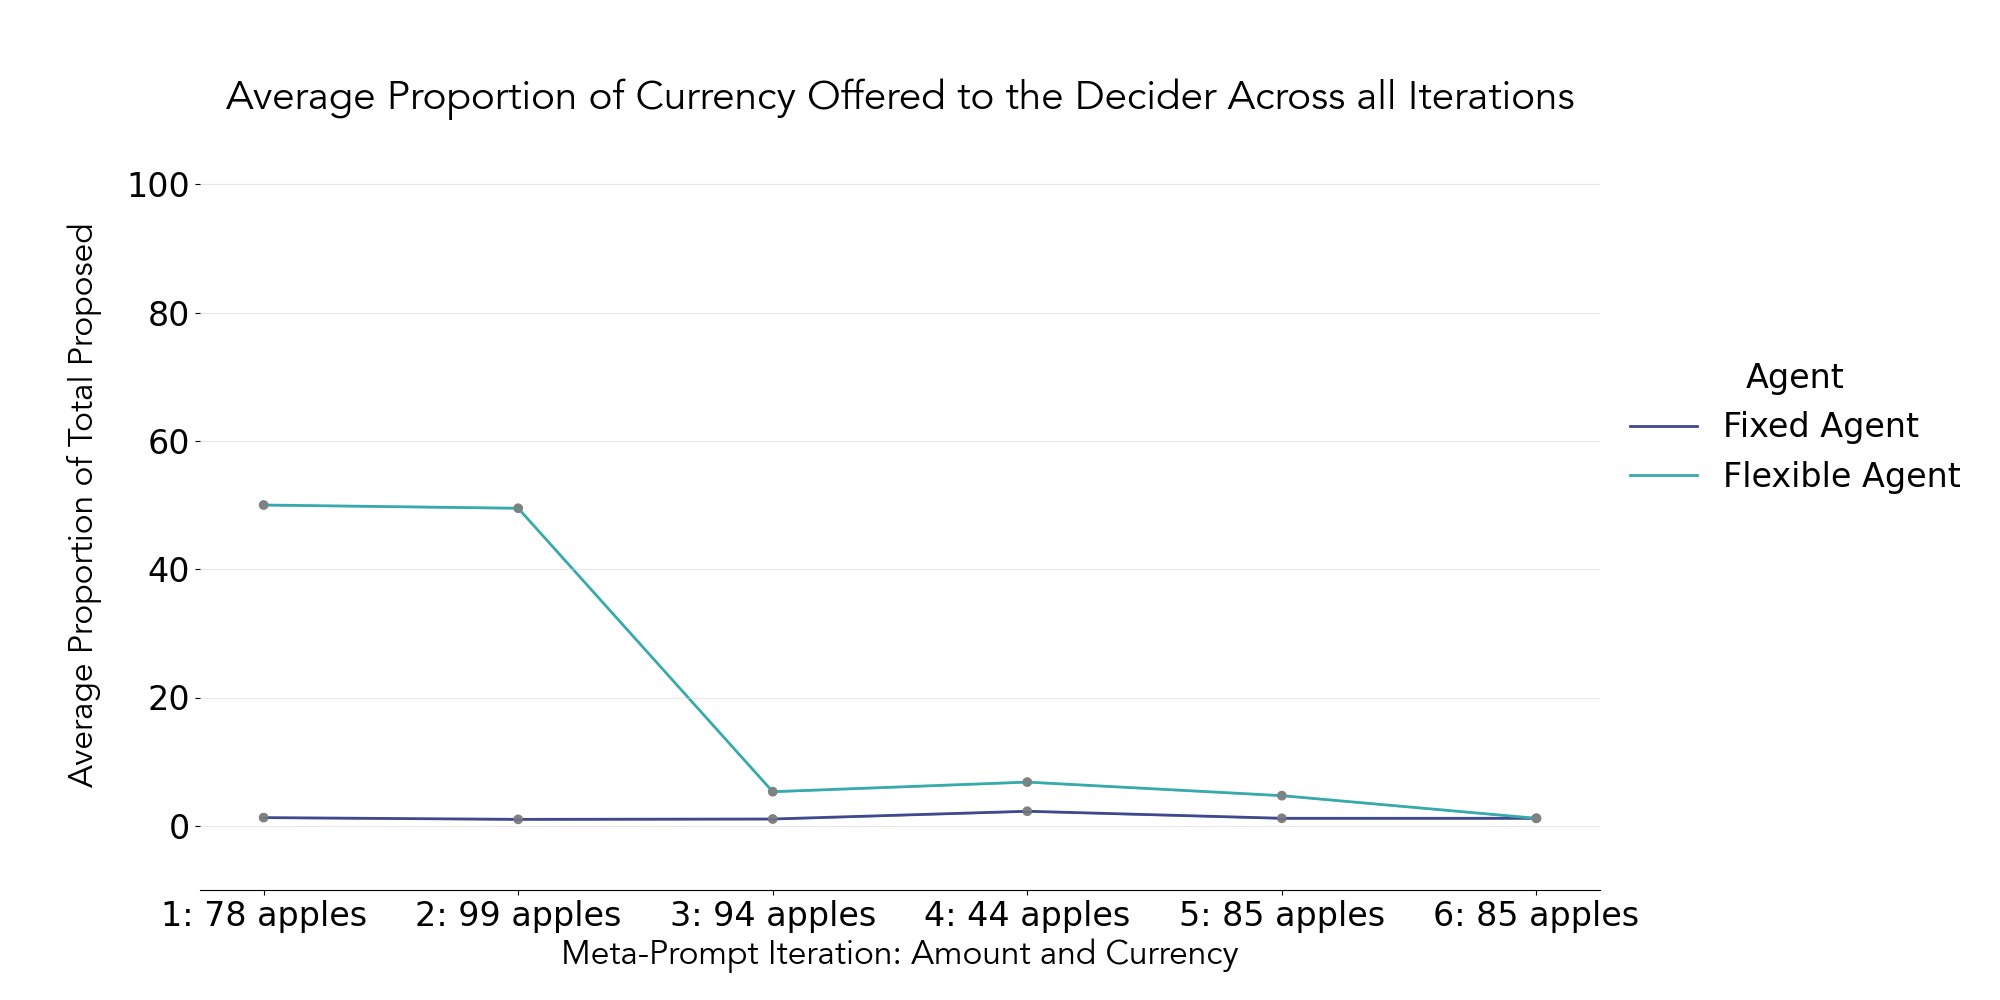 Average Proportion of Currency Offered to the Decider Across all Iterations
Average Proportion of Total Proposed
100
80
60
40
20
0
1: 78 apples
2: 99 apples
3: 94 apples
4: 44 apples
5: 85 apples
6: 85 apples
Meta-Prompt Iteration: Amount and Currency
Agent
Fixed Agent
Flexible Agent